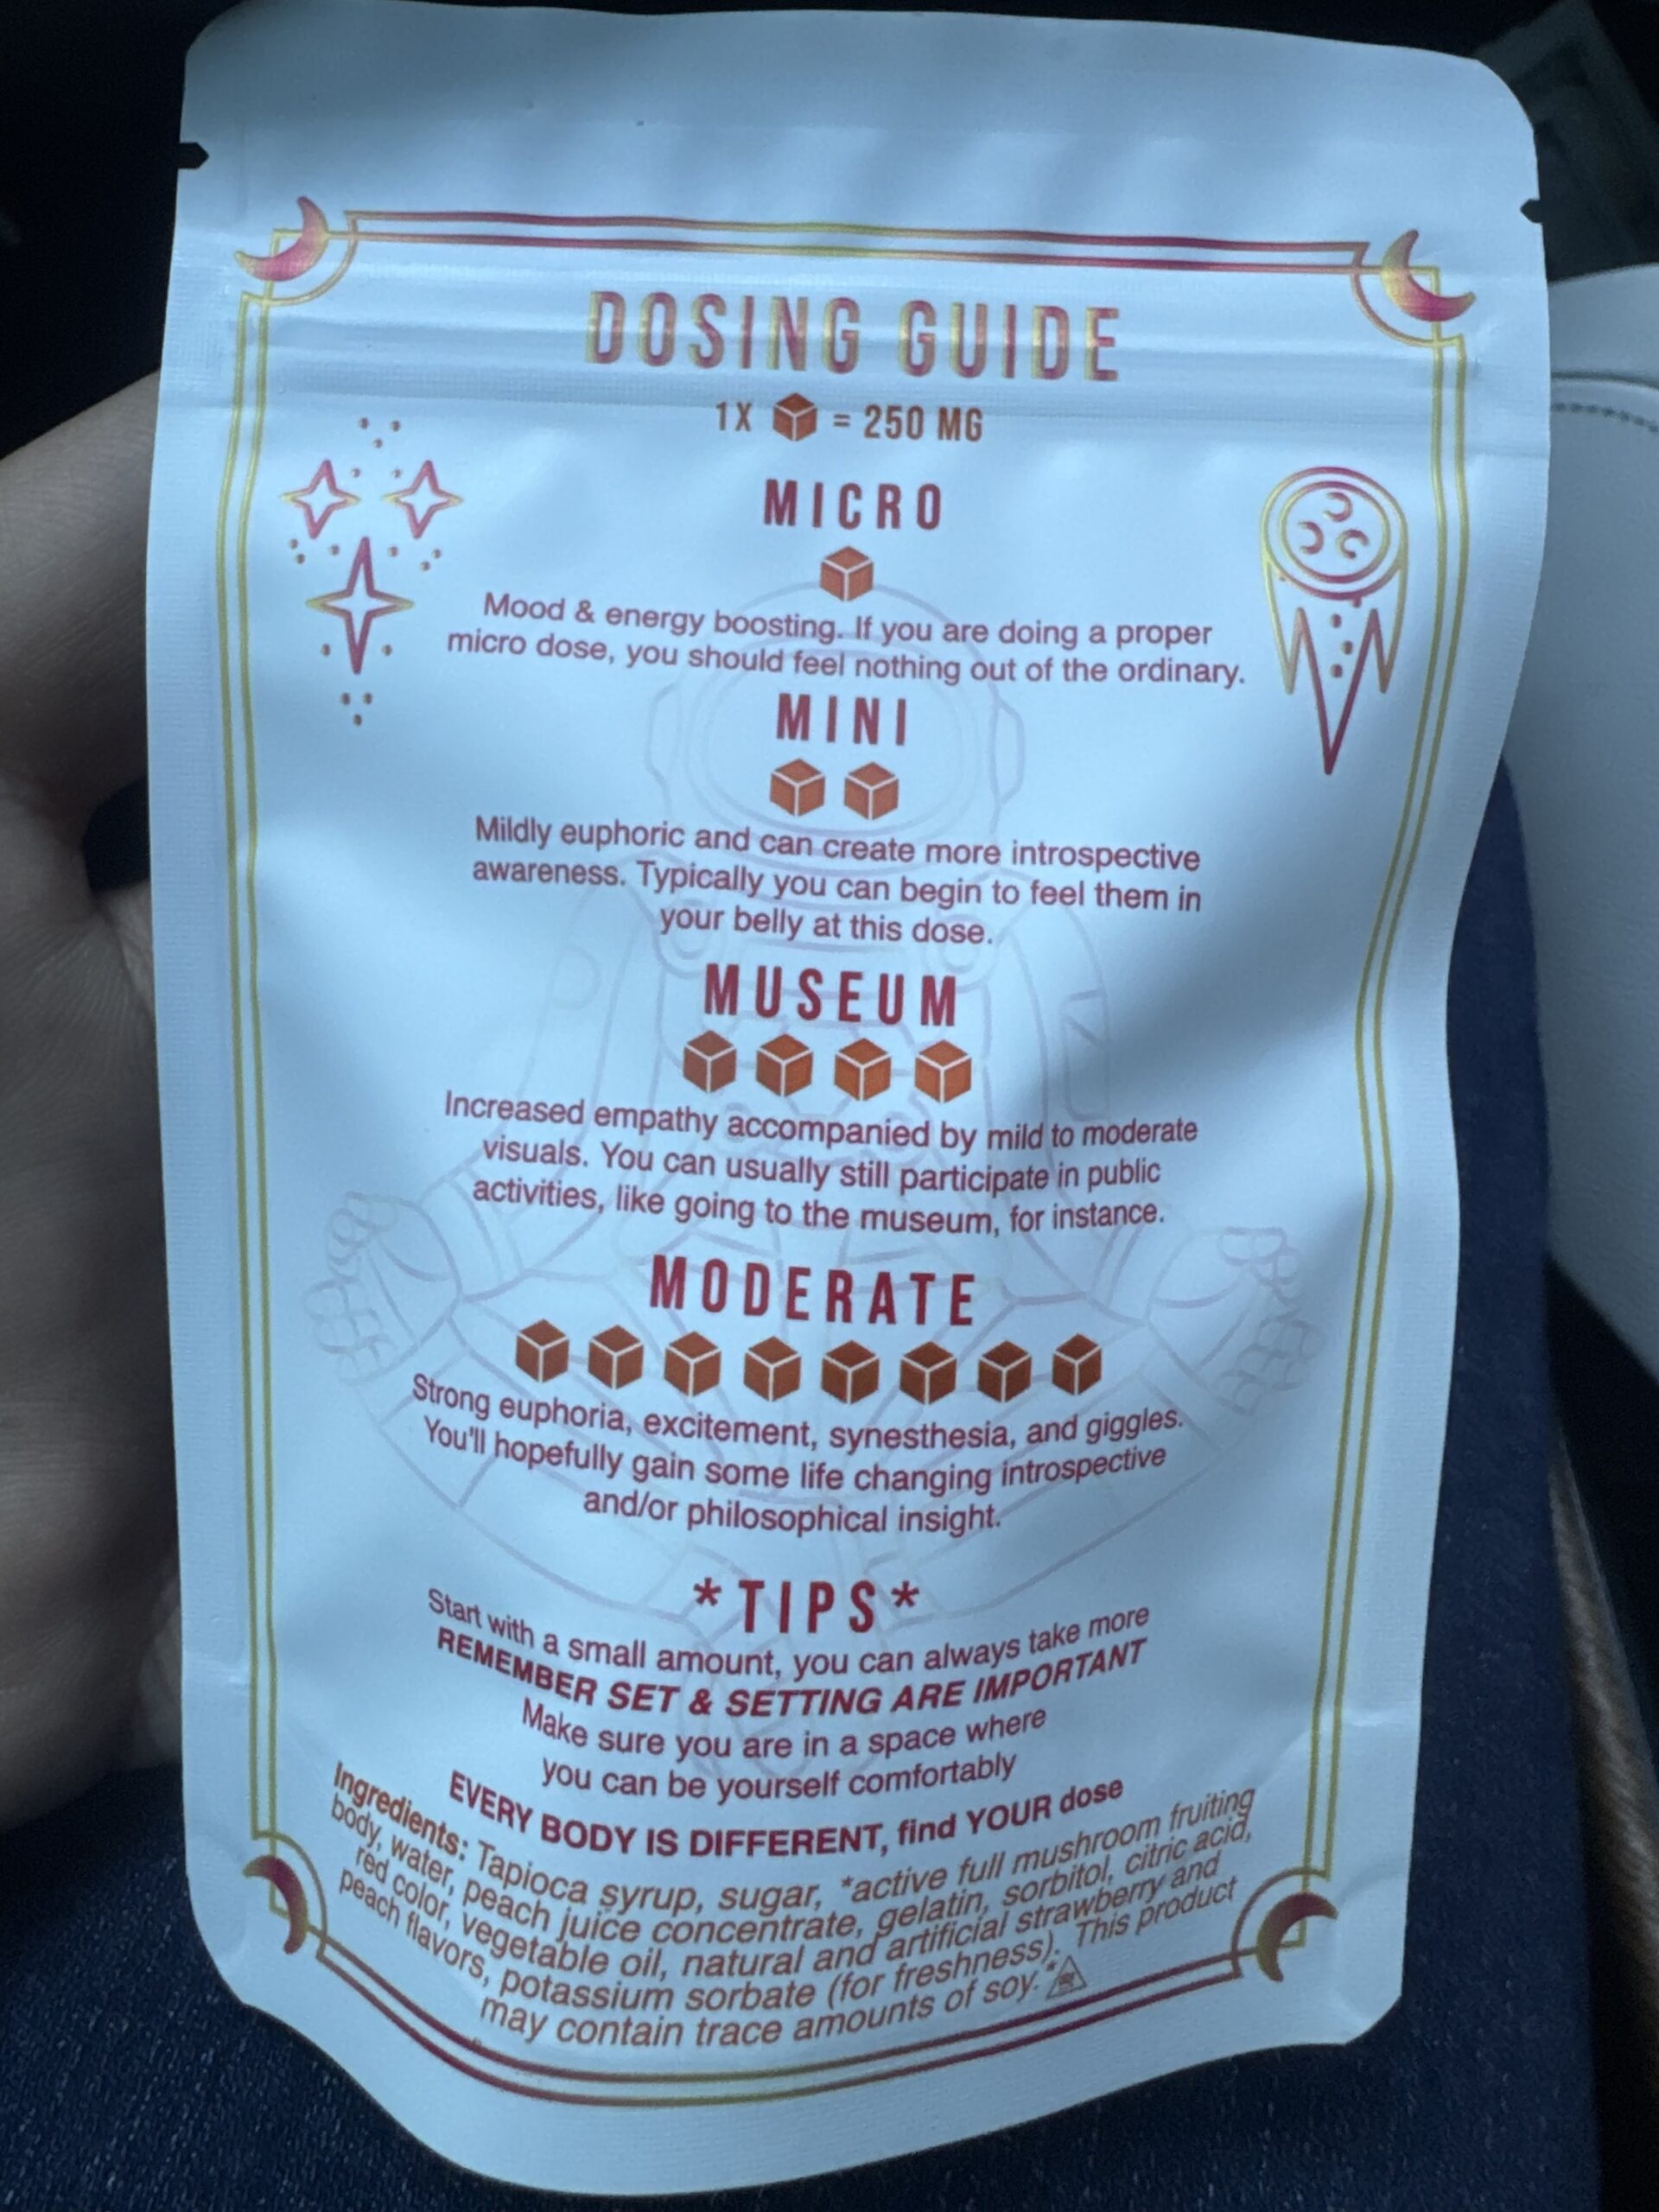 DOSING GUIDE
1X = 250 MG
MICRO
Mood & energy boosting. If you are doing a proper
micro dose, you should feel nothing out of the ordinary.
MINI
Mildly euphoric and can create more introspective
awareness. Typically you can begin to feel them in
your belly at this dose.
MUSEUM
Increased empathy accompanied by mild to moderate
visuals. You can usually still participate in public
activities, like going to the museum, for instance.
MODERATE
Strong euphoria, excitement, synesthesia, and giggles.
You'll hopefully gain some life changing introspective
and/or philosophical insight.
*TIPS*
Start with a small amount, you can always take more
REMEMBER SET & SETTING ARE IMPORTANT
Make sure you are in a space where
you can be yourself comfortably
EVERY BODY IS DIFFERENT, find YOUR dose
Ingredients: Tapioca syrup, sugar, *active full mushroom fruiting
body, water, peach juice concentrate, gelatin, sorbitol, citric acid,
red color, vegetable oil, natural and artificial strawberry and
peach flavors, potassium sorbate (for freshness). This product
may contain trace amounts of soy.*